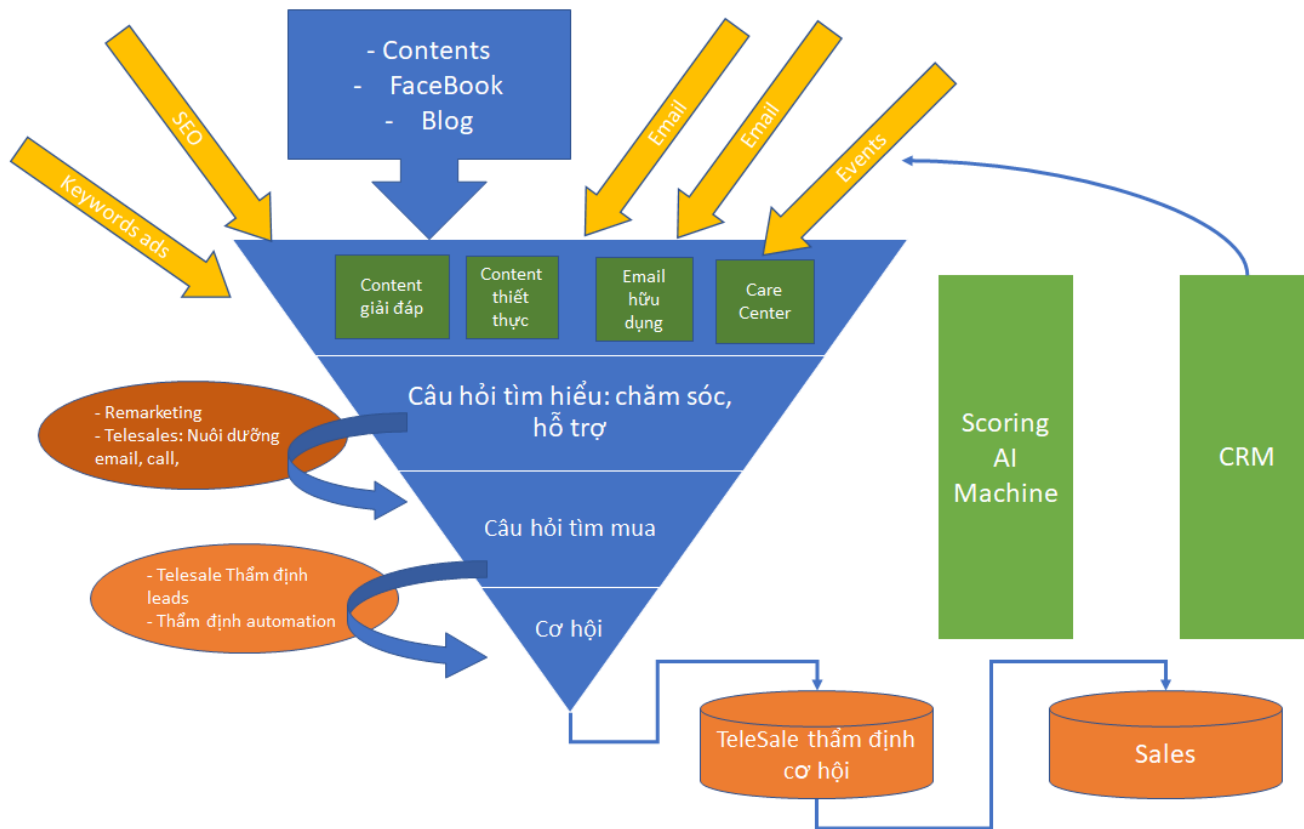 - Contents
- FaceBook
- Blog
SEO
Keywords ads
Email
Email
Events
Content
giải đáp
Content
thiết
thực
Email
hữu
dụng
Care
Center
Câu hỏi tìm hiểu: chăm sóc,
hỗ trợ
- Remarketing
- Telesales: Nuôi dưỡng
email, call,
Câu hỏi tìm mua
- Telesale Thẩm định
leads
- Thẩm định automation
Cơ hội
Scoring
AI
Machine
CRM
TeleSale thẩm định
cơ hội
Sales